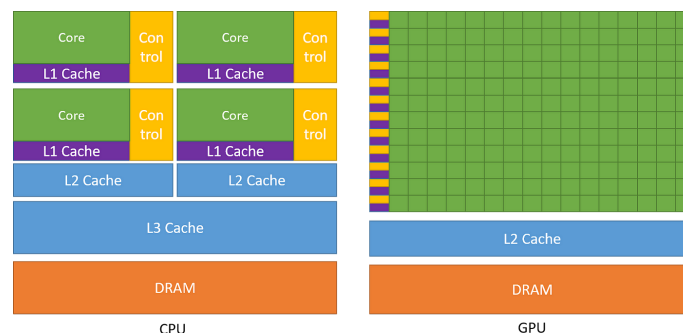 Core
Con
trol
Core
Con
trol
L1 Cache
L1 Cache
Core
Con
trol
Core
Con
trol
L1 Cache
L1 Cache
L2 Cache
L2 Cache
L3 Cache
DRAM
CPU
L2 Cache
DRAM
GPU